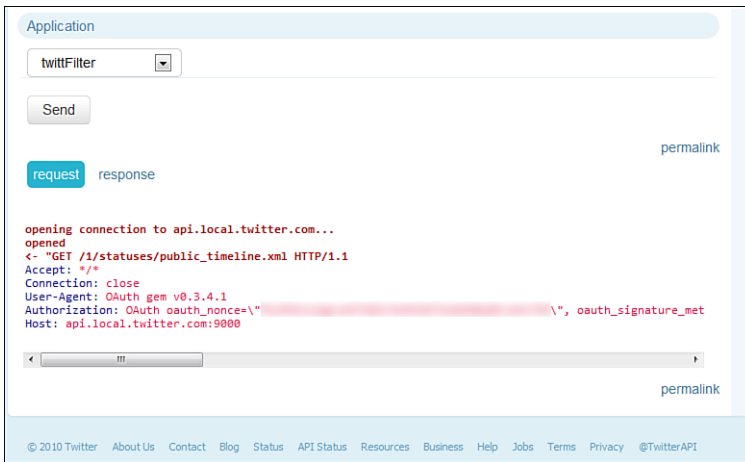 Application
twittFilter
Send
permalink
request response
opening connection to api.local.twitter.com...
opened
<- "GET /1/statuses/public_timeline.xml HTTP/1.1
Accept: */*
Connection: close
User-Agent: OAuth gem v0.3.4.1
Authorization: OAuth oauth_nonce=\" \", oauth_signature_met
Host: api.local.twitter.com:9000
permalink
© 2010 Twitter About Us Contact Blog Status API Status Resources Business Help Jobs Terms Privacy @TwitterAPI